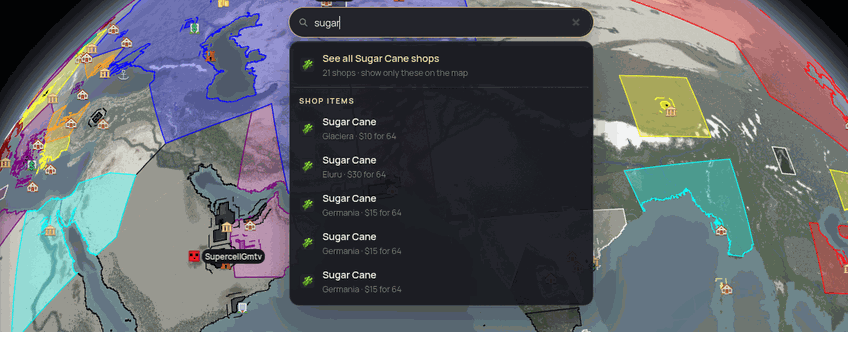 sugar
See all Sugar Cane shops
21 shops · show only these on the map
SHOP ITEMS
Sugar Cane
Glaciera · $10 for 64
Sugar Cane
Eluru · $30 for 64
Sugar Cane
Germania · $15 for 64
Sugar Cane
Germania · $15 for 64
Sugar Cane
Germania · $15 for 64
SupercellGmtv